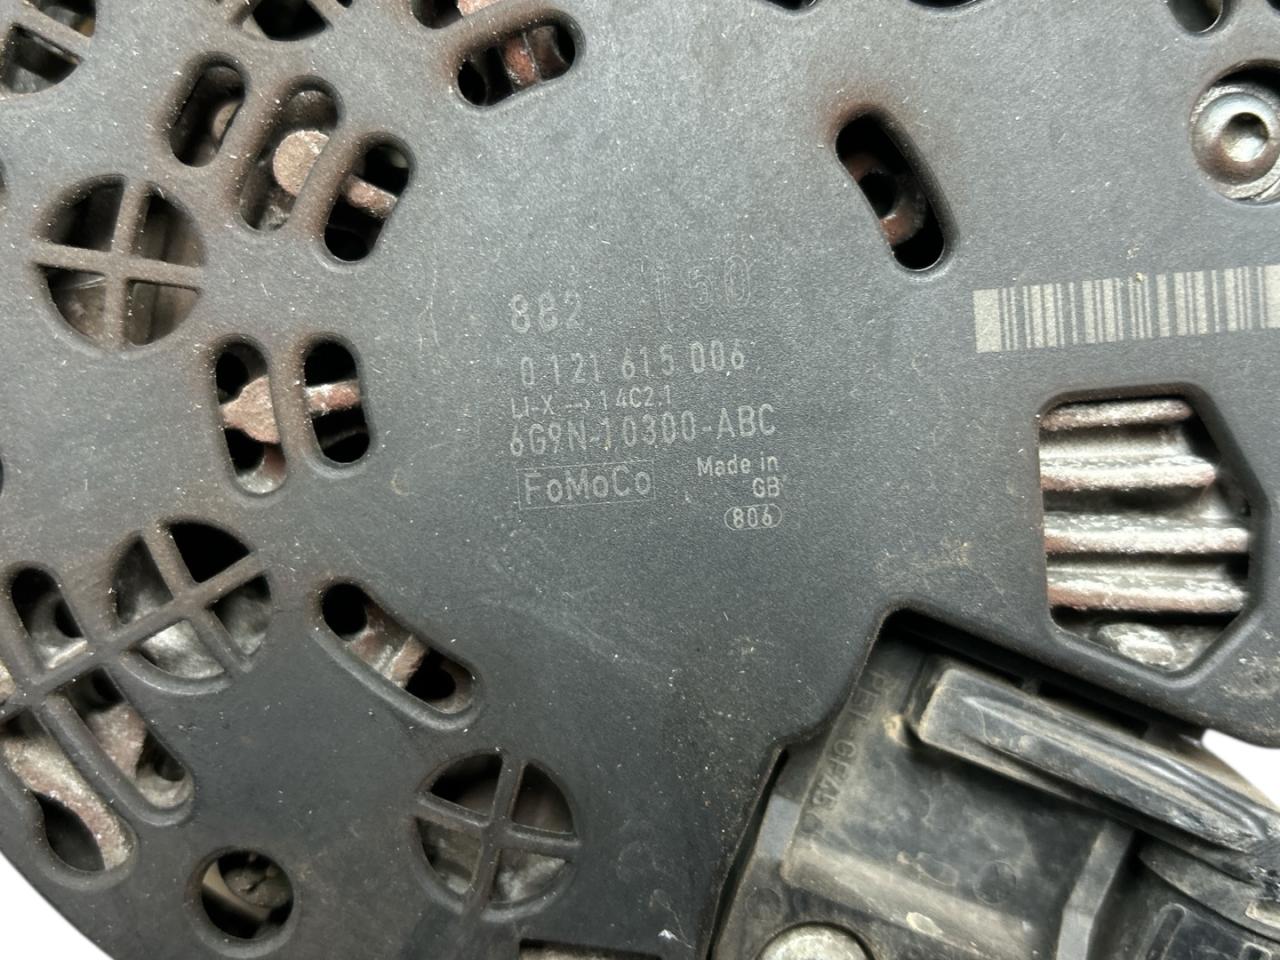 882 150
0 121 615 006
LI-X → 14C2.1
6G9N-10300-ABC
FoMoCo Made in
GB
806